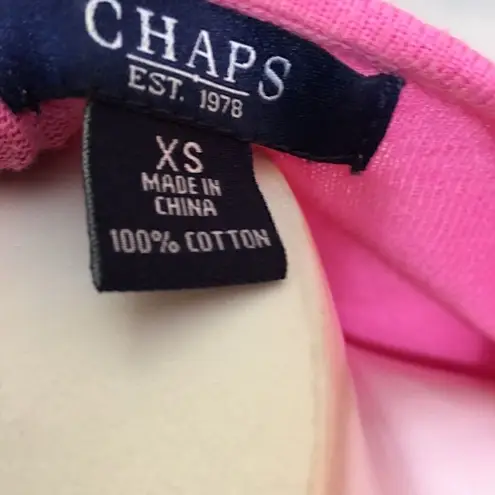 CHAPS
EST. 1978
XS
MADE IN
CHINA
100% COTTON